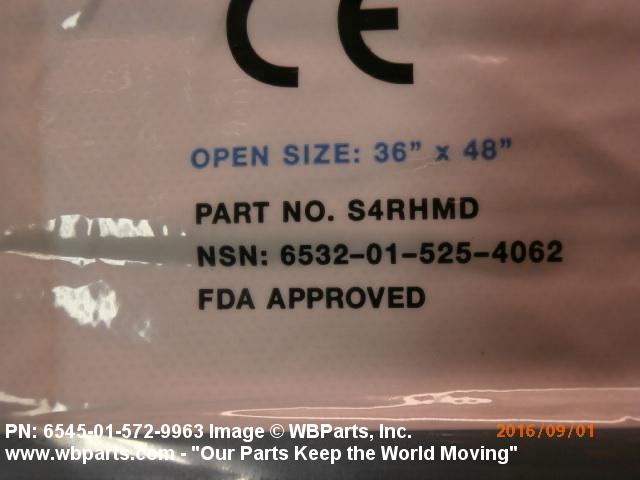 CE
OPEN SIZE: 36" x 48"
PART NO. S4RHMD
NSN: 6532-01-525-4062
FDA APPROVED
PN: 6545-01-572-9963 Image © WBParts, Inc.
2016/09/01
www.wbparts.com - "Our Parts Keep the World Moving"